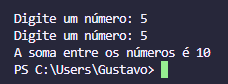 Digite um número: 5
Digite um número: 5
A soma entre os números é 10
PS C:\Users\Gustavo>